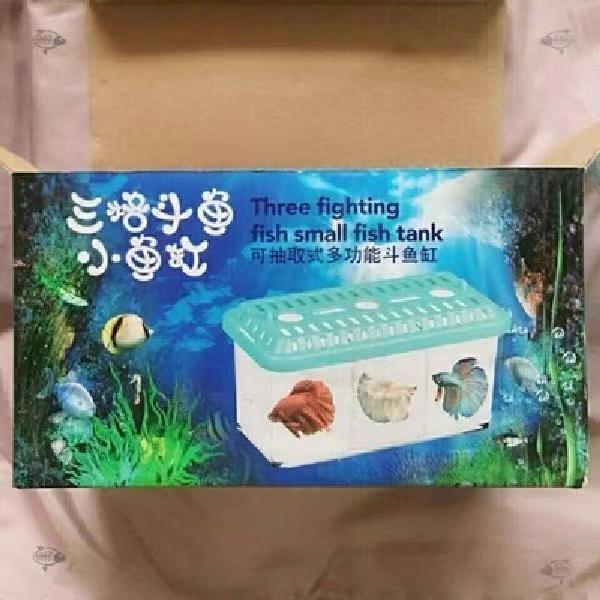 三格斗鱼
小鱼缸
Three fighting
fish small fish tank
可抽取式多功能斗鱼缸